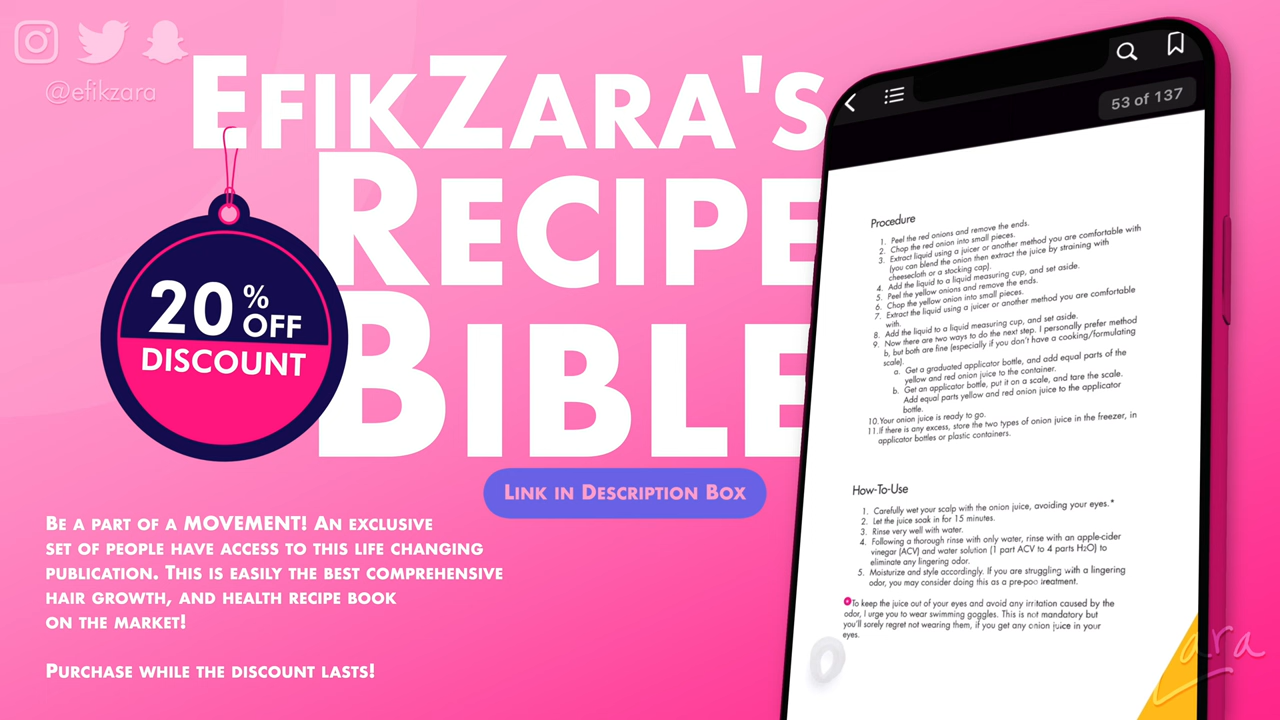 @efikzara
EfikZara's
Recipe
Bible
20% OFF
DISCOUNT
Link in Description Box
Be a part of a MOVEMENT! An exclusive
set of people have access to this life changing
publication. This is easily the best comprehensive
hair growth, and health recipe book
on the market!
Purchase while the discount lasts!
53 of 137
Procedure
1. Peel the red onions and remove the ends.
2. Chop the red onion into small pieces.
3. Extract liquid using a juicer or another method you are comfortable with
(you can blend the onion then extract the juice by straining with
cheesecloth or a stocking cap).
4. Add the liquid to a liquid measuring cup, and set aside.
5. Peel the yellow onions and remove the ends.
6. Chop the yellow onion into small pieces.
7. Extract the liquid using a juicer or another method you are comfortable
with.
8. Add the liquid to a liquid measuring cup, and set aside.
9. Now there are two ways to do the next step. I personally prefer method
b, but both are fine (especially if you don't have a cooking/formulating
scale).
a. Get a graduated applicator bottle, and add equal parts of the
yellow and red onion juice to the container.
b. Get an applicator bottle, put it on a scale, and tare the scale.
Add equal parts yellow and red onion juice to the applicator
bottle.
10. Your onion juice is ready to go.
11. If there is any excess, store the two types of onion juice in the freezer, in
applicator bottles or plastic containers.
How-To-Use
1. Carefully wet your scalp with the onion juice, avoiding your eyes.*
2. Let the juice soak in for 15 minutes.
3. Rinse very well with water.
4. Following a thorough rinse with only water, rinse with an apple-cider
vinegar (ACV) and water solution (1 part ACV to 4 parts H₂O) to
eliminate any lingering odor.
5. Moisturize and style accordingly. If you are struggling with a lingering
odor, you may consider doing this as a pre-poo treatment.
*To keep the juice out of your eyes and avoid any irritation caused by the
odor, I urge you to wear swimming goggles. This is not mandatory but
you'll sorely regret not wearing them, if you get any onion juice in your
eyes.
ara